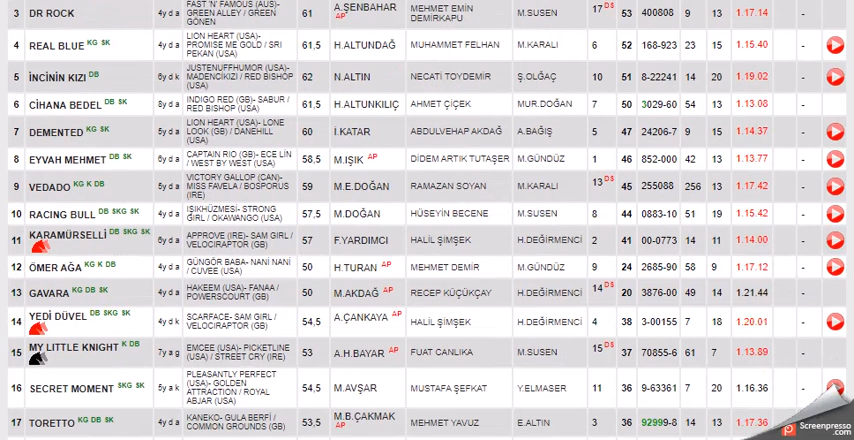 3 DR ROCK 4y d a FAST 'N' FAMOUS (AUS)- GREEN ALLEY / GREEN GÖNEN 61 A.ŞENBAHAR AP MEHMET EMİN DEMİRKAPU M.SUSEN 17 DS 53 400808 9 13 1.17.14 -
4 REAL BLUE KG SK 4y d a LION HEART (USA)- PROMISE ME GOLD / SRI PEKAN (USA) 61,5 H.ALTUNDAĞ MUHAMMET FELHAN M.KARALI 6 52 168-923 23 15 1.15.40 -
5 İNCİNİN KIZI DB 5y d k JUSTENUFFHUMOR (USA)- MADENCİKIZI / RED BISHOP (USA) 62 N.ALTIN NECATİ TOYDEMİR Ş.OLĞAÇ 10 51 8-22241 14 20 1.19.02 -
6 CİHANA BEDEL DB SK 8y d a INDIGO RED (GB)- SABUR / RED BISHOP (USA) 61,5 H.ALTUNKILIÇ AHMET ÇİÇEK MUR.DOĞAN 7 50 3029-60 54 13 1.13.08 -
7 DEMENTED KG SK 5y d a LION HEART (USA)- LONE LOOK (GB) / DANEHILL (USA) 60 İ.KATAR ABDULVEHAP AKDAĞ A.BAĞIŞ 5 47 24206-7 9 15 1.14.37 -
8 EYVAH MEHMET DB SK 6y d a CAPTAIN RIO (GB)- ECE LİN / WEST BY WEST (USA) 58,5 M.IŞIK AP DİDEM ARTIK TUTAŞER M.GÜNDÜZ 1 46 852-000 42 13 1.13.77 -
9 VEDADO KG K DB 5y d a VICTORY GALLOP (CAN)- MISS FAVELA / BOSPORUS (IRE) 59 M.E.DOĞAN RAMAZAN SOYAN M.KARALI 13 DS 45 255088 256 13 1.17.42 -
10 RACING BULL DB SKG SK 4y d a IŞIKHÜZMESİ- STRONG GIRL / OKAWANGO (USA) 57,5 M.DOĞAN HÜSEYİN BECENE M.SUSEN 8 44 0883-10 51 19 1.15.42 -
11 KARAMÜRSELLİ DB SKG SK 6y d a APPROVE (IRE)- SAM GIRL / VELOCIRAPTOR (GB) 57 F.YARDIMCI HALİL ŞİMŞEK H.DEĞİRMENCİ 2 41 00-0773 14 11 1.14.00 -
12 ÖMER AĞA KG K DB 4y d a GÜNGÖR BABA- NANİ NANİ / CUVEE (USA) 50 H.TURAN AP MEHMET DEMİR M.GÜNDÜZ 9 24 2685-90 58 9 1.17.12 -
13 GAVARA KG DB SK 4y d a HAKEEM (USA)- FANAA / POWERSCOURT (GB) 50 M.AKDAĞ AP RECEP KÜÇÜKÇAY H.DEĞİRMENCİ 14 DS 20 3876-00 49 14 1.21.44 -
14 YEDİ DÜVEL DB SKG SK 4y d k SCARFACE- SAM GIRL / VELOCIRAPTOR (GB) 54,5 A.ÇANKAYA AP HALİL ŞİMŞEK H.DEĞİRMENCİ 4 38 3-00155 7 18 1.20.01 -
15 MY LITTLE KNIGHT K DB 7y a g EMCEE (USA)- PICKETLINE (USA) / STREET CRY (IRE) 53 A.H.BAYAR AP FUAT CANLIKA M.SUSEN 15 DS 37 70855-6 61 7 1.13.89 -
16 SECRET MOMENT SKG SK 5y a k PLEASANTLY PERFECT (USA)- GOLDEN ATTRACTION / ROYAL ABJAR (USA) 54,5 M.AVŞAR MUSTAFA ŞEFKAT Y.ELMASER 11 36 9-63361 7 20 1.16.36 -
17 TORETTO KG DB SK 4y d a KANEKO- GULA BERFİ / COMMON GROUNDS (GB) 53,5 M.B.ÇAKMAK AP MEHMET YAVUZ E.ALTIN 3 36 92999-8 14 13 1.17.36 -
Screenpresso
.com